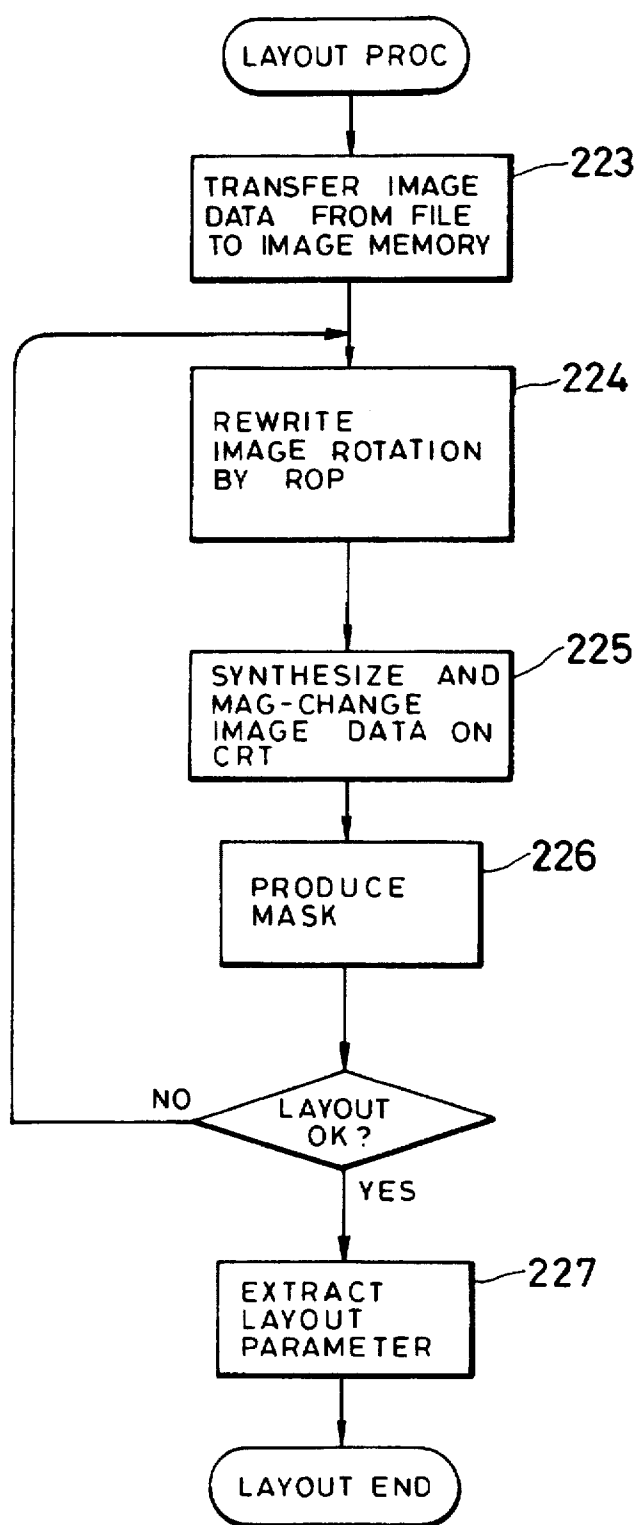 LAYOUT PROC
223
TRANSFER IMAGE
DATA FROM FILE
TO IMAGE MEMORY
224
REWRITE
IMAGE ROTATION
BY ROP
225
SYNTHESIZE AND
MAG-CHANGE
IMAGE DATA ON
CRT
226
PRODUCE
MASK
NO
LAYOUT
OK?
YES
227
EXTRACT
LAYOUT
PARAMETER
LAYOUT END